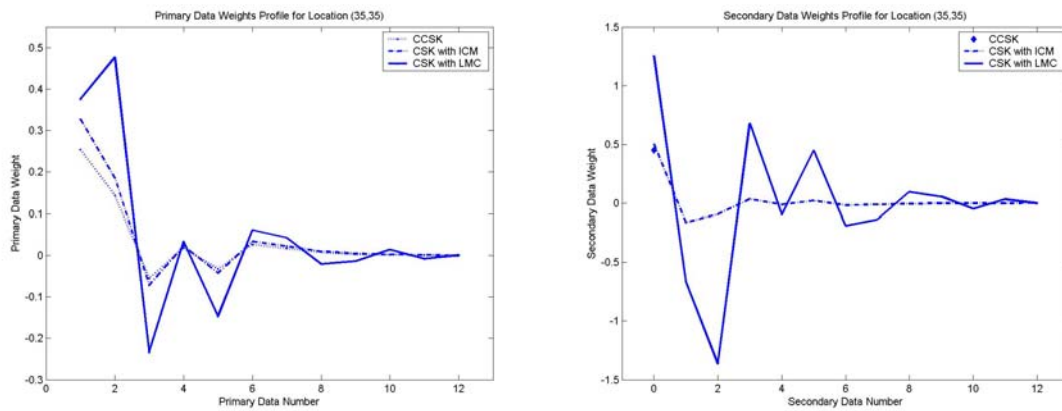 Primary Data Weights Profile for Location (35,35)
CCSK
CSK with ICM
CSK with LMC
0.5
0.4
0.3
0.2
0.1
0
-0.1
-0.2
-0.3
Primary Data Weight
0 2 4 6 8 10 12
Primary Data Number
Secondary Data Weights Profile for Location (35,35)
CCSK
CSK with ICM
CSK with LMC
1.5
1
0.5
0
-0.5
-1
-1.5
Secondary Data Weight
0 2 4 6 8 10 12
Secondary Data Number